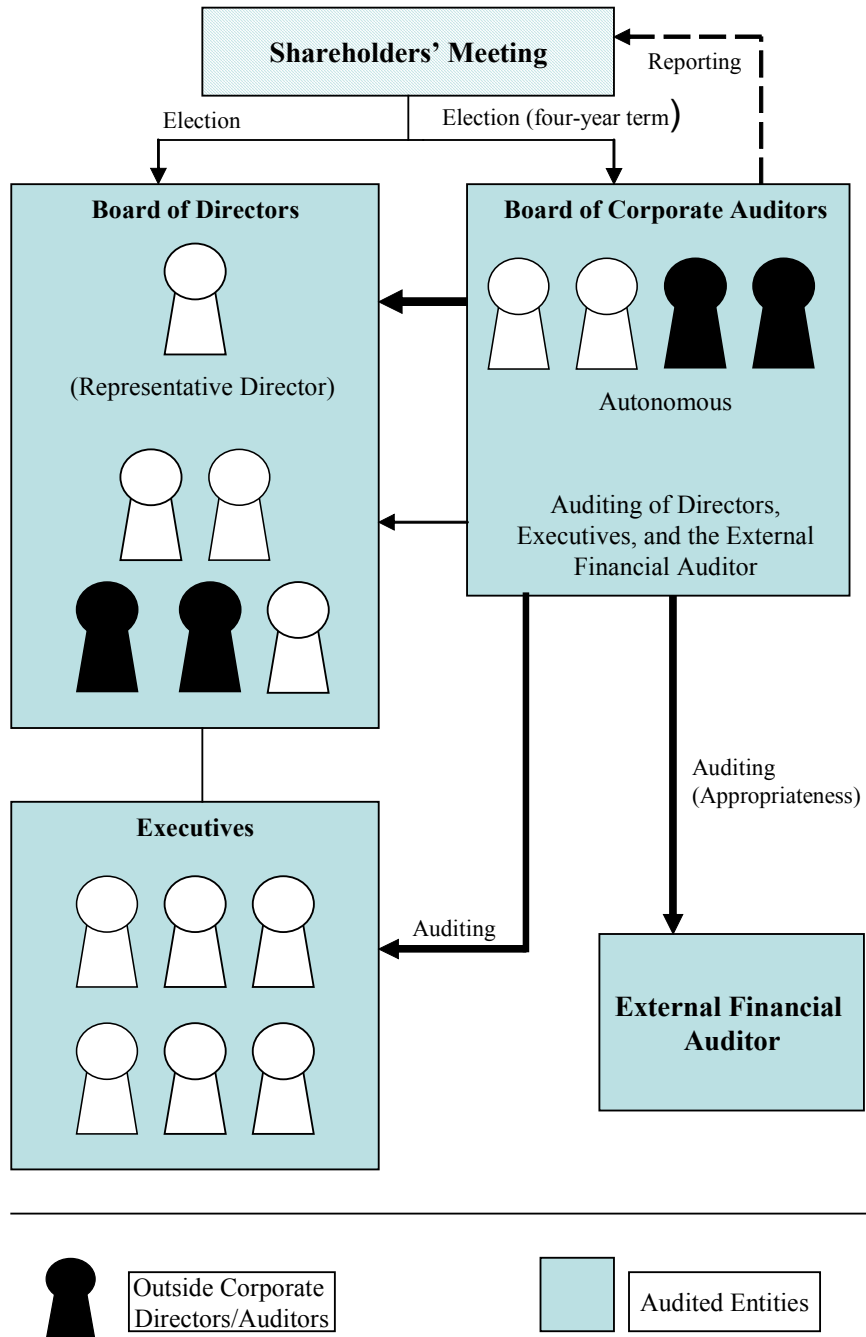 Shareholders’ Meeting
Reporting
Election
Election (four-year term)
Board of Directors
(Representative Director)
Board of Corporate Auditors
Autonomous
Auditing of Directors,
Executives, and the External
Financial Auditor
Auditing
(Appropriateness)
Executives
Auditing
External Financial
Auditor
Outside Corporate
Directors/Auditors
Audited Entities